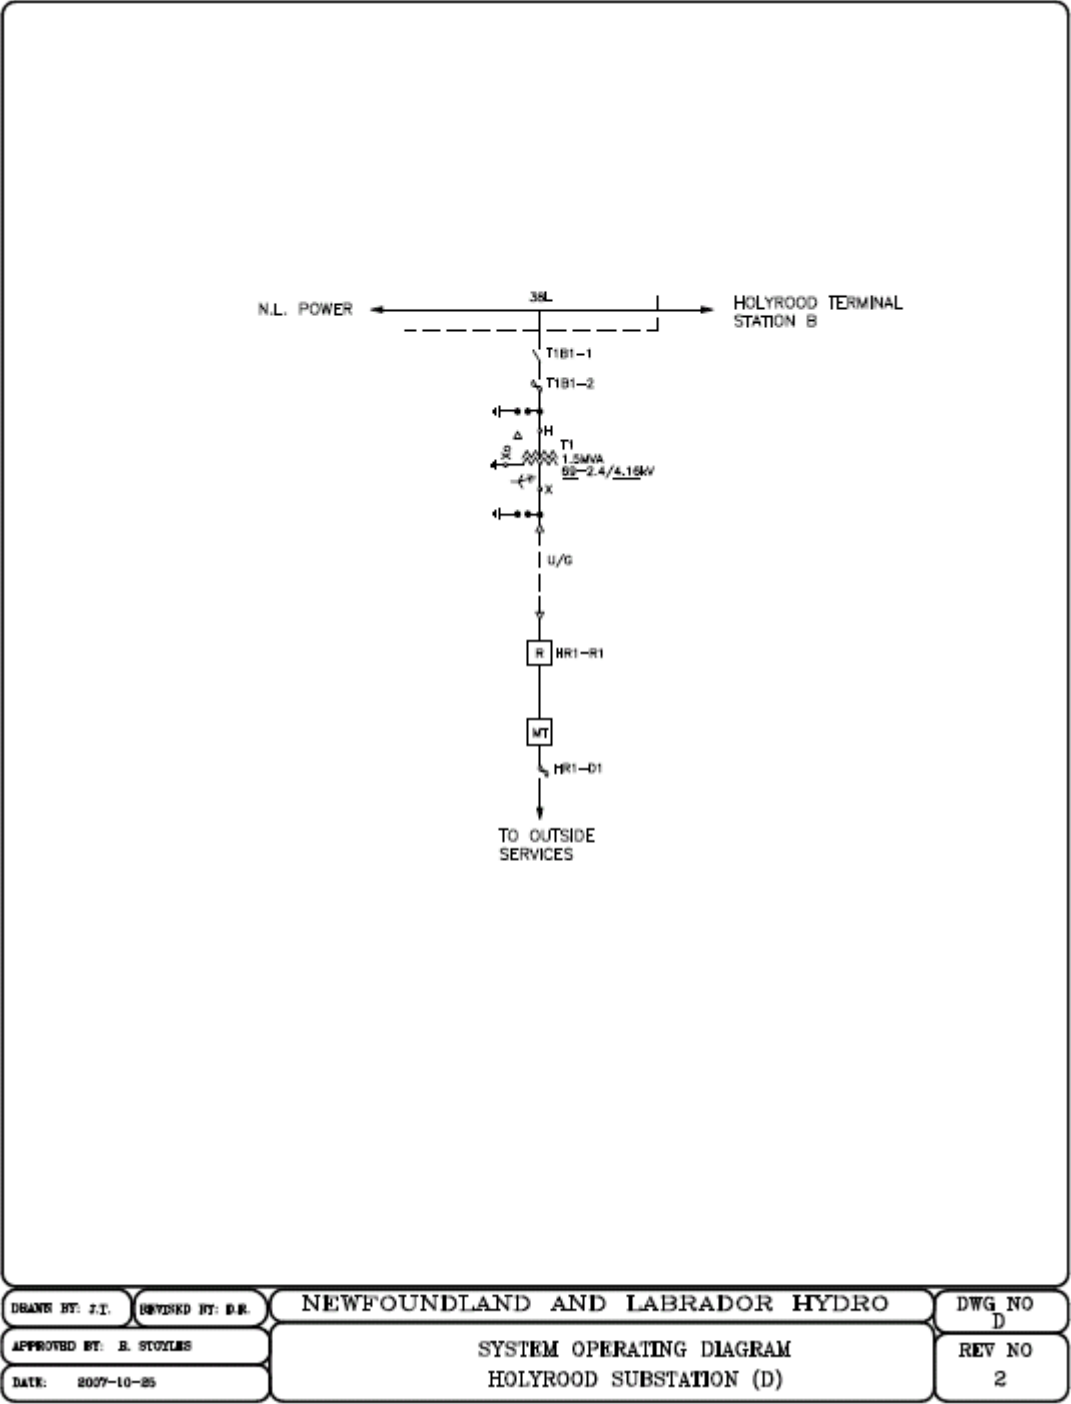 38L
N.L. POWER
HOLYROOD TERMINAL
STATION B
T1B1-1
T1B1-2
H
T1
X0
1.5MVA
69-2.4/4.16kV
X
U/G
R HR1-R1
MT
HR1-D1
TO OUTSIDE
SERVICES
DRAWN BY: J.T.
REVISED BY: D.R.
NEWFOUNDLAND AND LABRADOR HYDRO
DWG NO
D
APPROVED BY: R. STOYLES
SYSTEM OPERATING DIAGRAM
REV NO
DATE: 2007-10-25
HOLYROOD SUBSTATION (D)
2